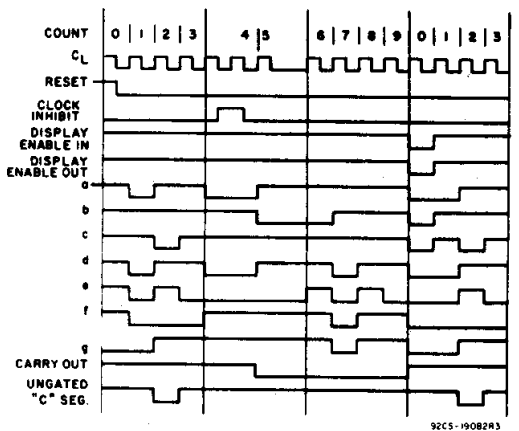 COUNT 0 1 2 3 4 5 6 7 8 9 0 1 2 3
CL
RESET
CLOCK
INHIBIT
DISPLAY
ENABLE IN
DISPLAY
ENABLE OUT
a
b
c
d
e
f
g
CARRY OUT
UNGATED
"C" SEG.
92CS-19082R3